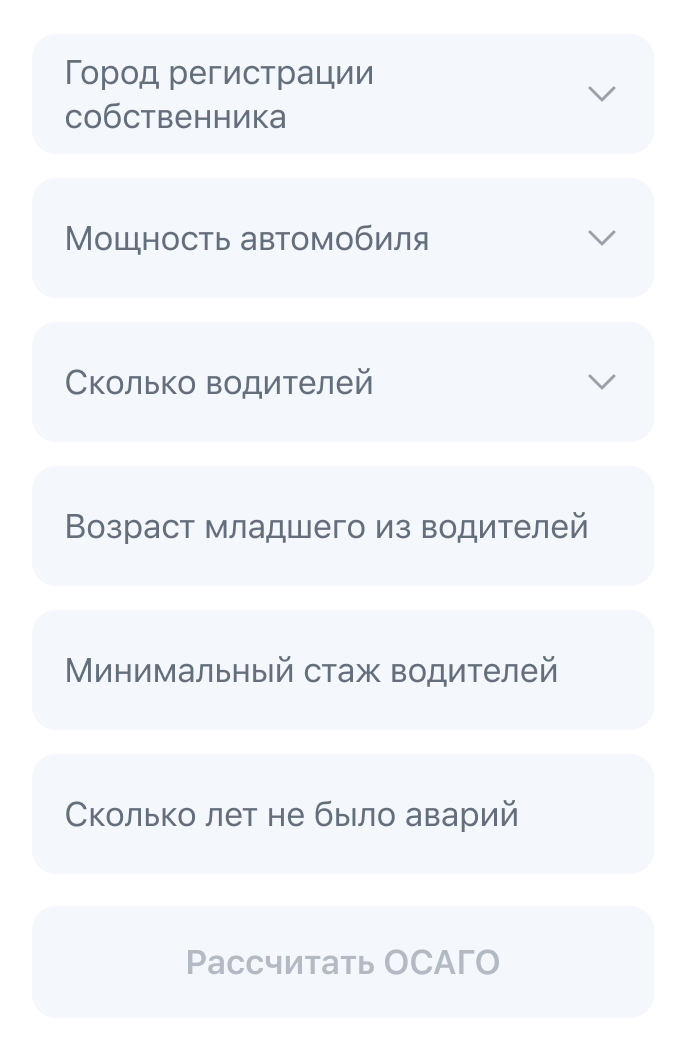 Город регистрации
собственника
Мощность автомобиля
Сколько водителей
Возраст младшего из водителей
Минимальный стаж водителей
Сколько лет не было аварий
Рассчитать ОСАГО